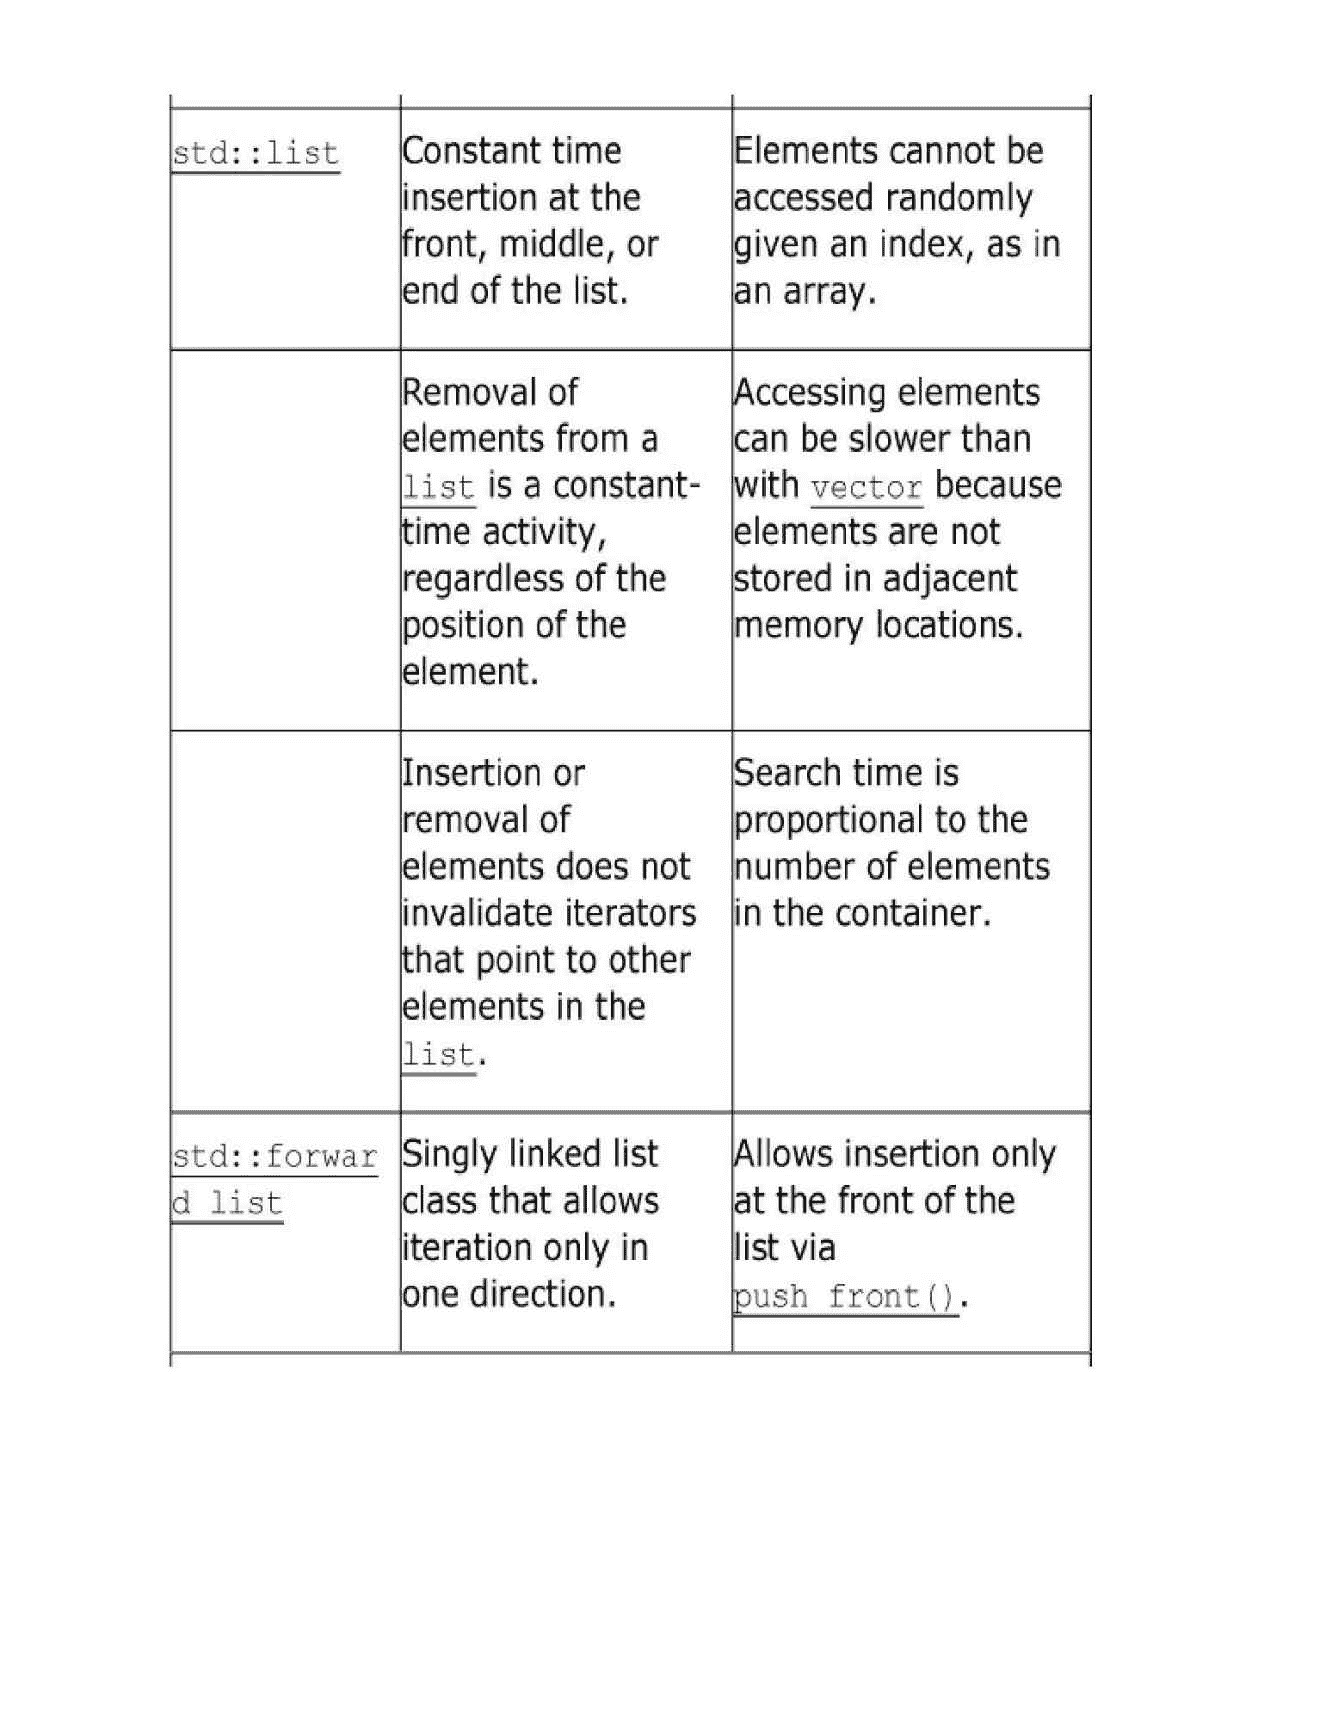 std::list
Constant time
insertion at the
front, middle, or
end of the list.
Elements cannot be
accessed randomly
given an index, as in
an array.
Removal of
elements from a
list is a constant-
time activity,
regardless of the
position of the
element.
Accessing elements
can be slower than
with vector because
elements are not
stored in adjacent
memory locations.
Insertion or
removal of
elements does not
invalidate iterators
that point to other
elements in the
list.
Search time is
proportional to the
number of elements
in the container.
std::forwar
d list
Singly linked list
class that allows
iteration only in
one direction.
Allows insertion only
at the front of the
list via
push front().